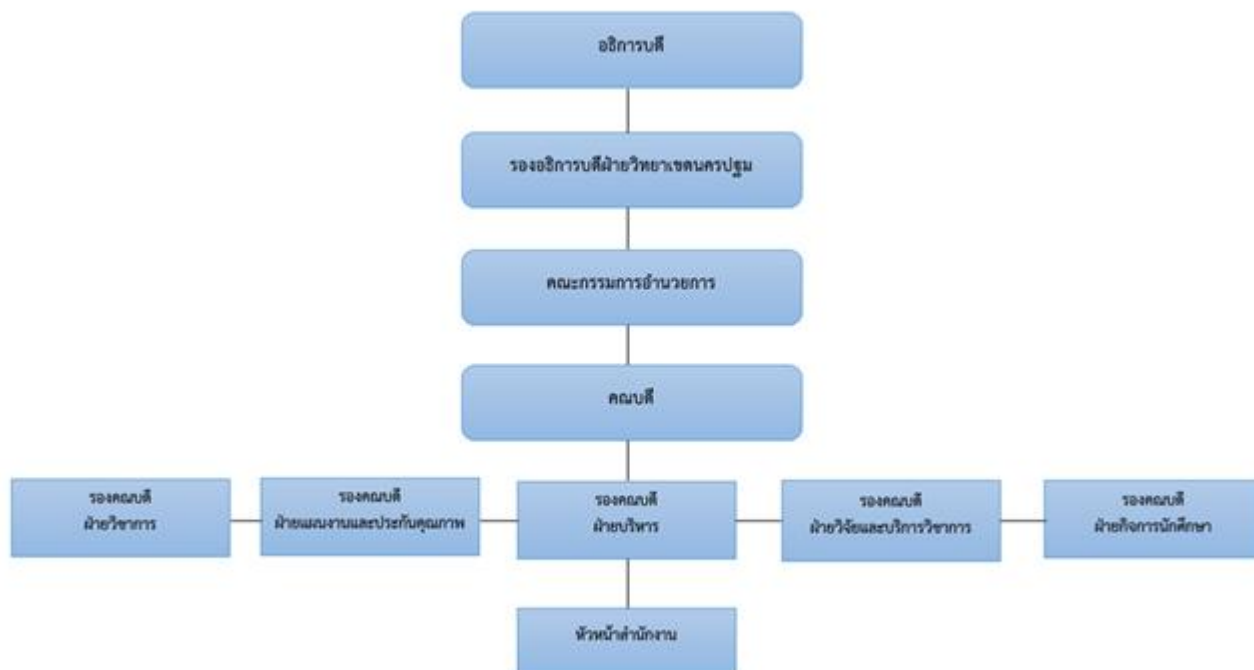 อธิการบดี
รองอธิการบดีฝ่ายวิทยาเขตนครปฐม
คณะกรรมการอำนวยการ
คณบดี
รองคณบดี
ฝ่ายวิชาการ
รองคณบดี
ฝ่ายแผนงานและประกันคุณภาพ
รองคณบดี
ฝ่ายบริหาร
รองคณบดี
ฝ่ายวิจัยและบริการวิชาการ
รองคณบดี
ฝ่ายกิจการนักศึกษา
หัวหน้าสำนักงาน